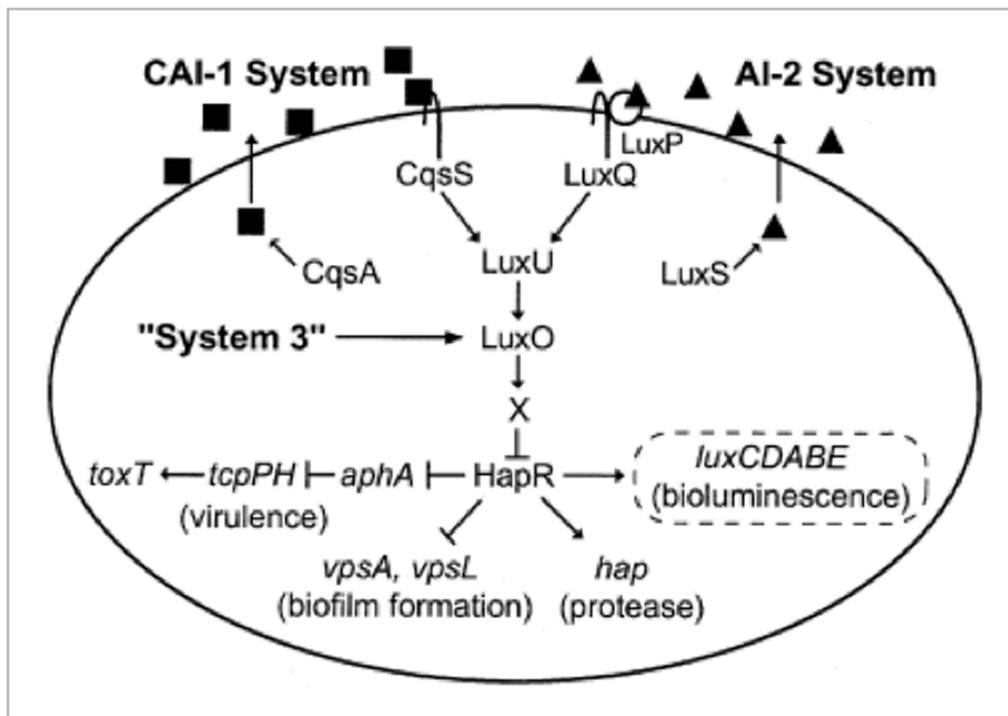 CAI-1 System
AI-2 System
LuxP
CqsS
LuxQ
LuxU
CqsA
LuxS
"System 3"
LuxO
X
toxT
tcpPH
aphA
HapR
luxCDABE
(bioluminescence)
(virulence)
vpsA, vpsL
hap
(biofilm formation)
(protease)